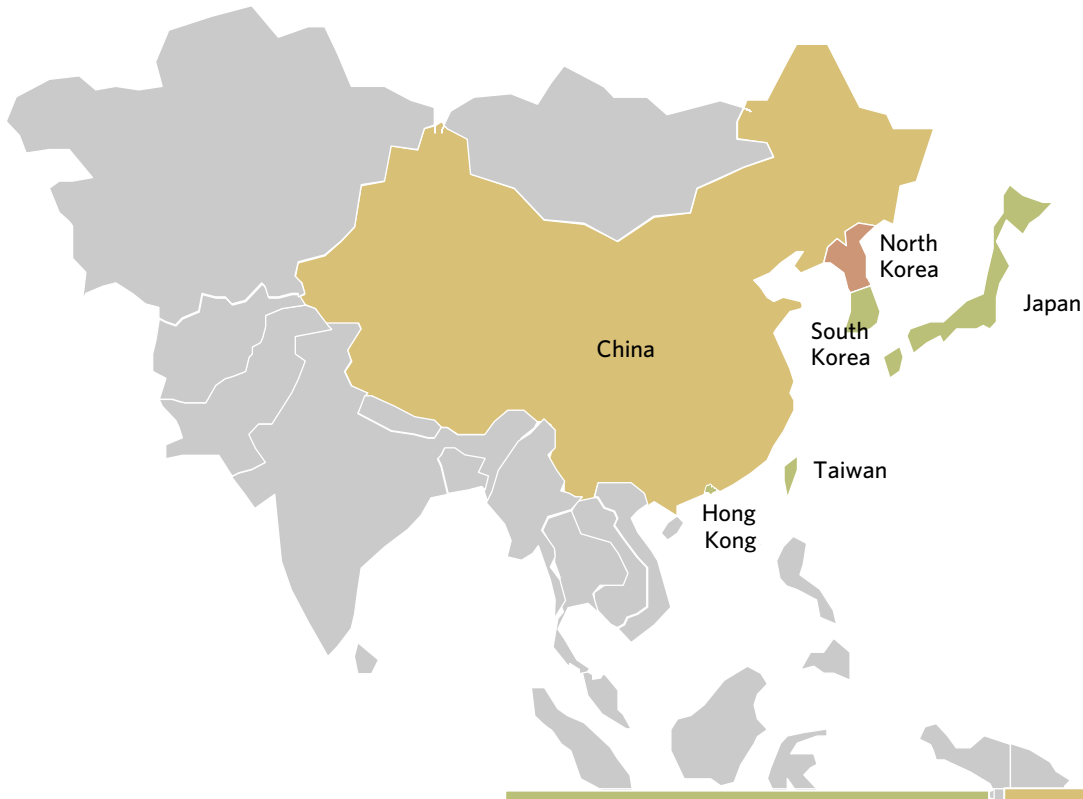 North
Korea
Japan
South
Korea
China
Taiwan
Hong
Kong